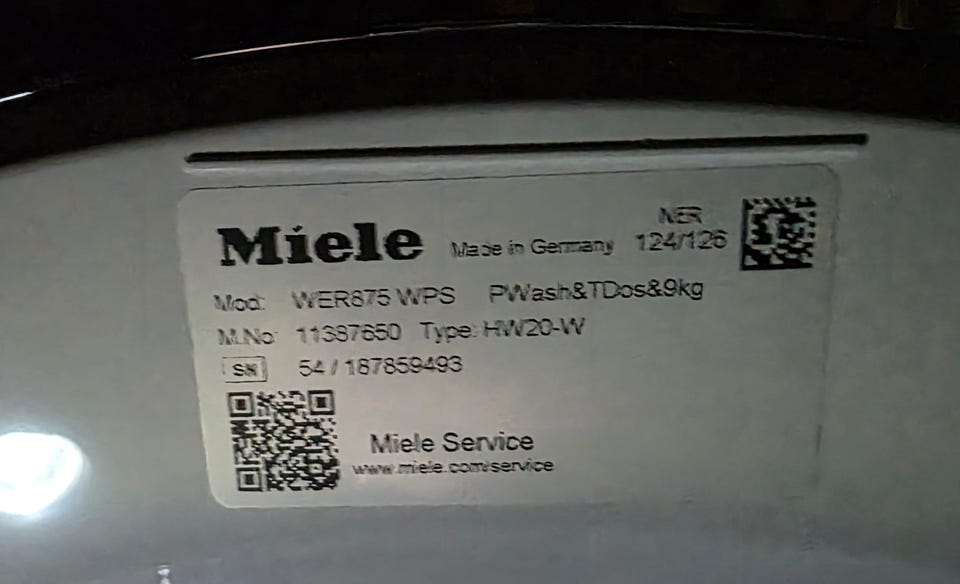 Miele Made in Germany
NER
124/126
Mod: WER875 WPS PWash&TDos&9kg
M.No: 11387650 Type: HW20-W
SN 54 / 187859493
Miele Service
www.miele.com/service